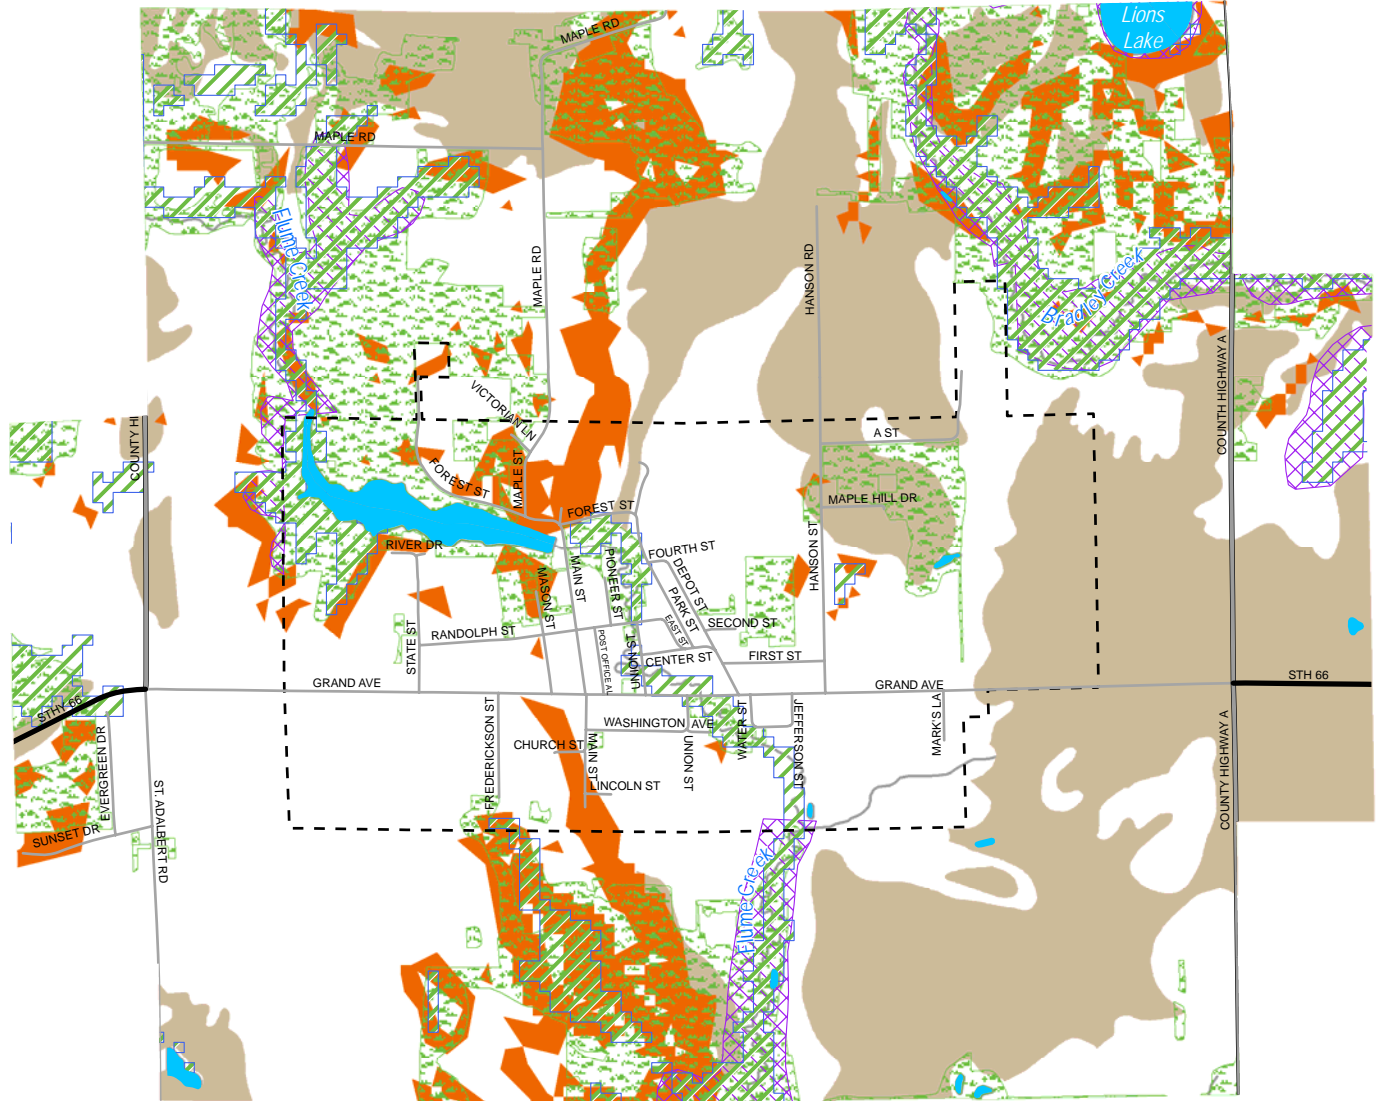 Lions
Lake
MAPLE RD
MAPLE RD
Flume Creek
MAPLE RD
HANSON RD
Bradley Creek
COUNTH HIGHWAY A
VICTORIAN LN
A ST
COUNTY HI
FOREST ST
MAPLE ST
MAPLE HILL DR
FOREST ST
RIVER DR
FOURTH ST
HANSON ST
MAIN ST
PIONEER ST
DEPOT ST
MASON ST
PARK ST
SECOND ST
EAST ST
RANDOLPH ST
STATE ST
POST OFFICE AL
UNION ST
CENTER ST
FIRST ST
GRAND AVE
GRAND AVE
STH 66
STHY 66
FREDERICKSON ST
WASHINGTON AVE
WATER ST
JEFFERSON ST
MARK'S LA
COUNTY HIGHWAY A
CHURCH ST
MAIN ST
UNION ST
LINCOLN ST
EVERGREEN DR
SUNSET DR
ST. ADALBERT RD
Flume Creek